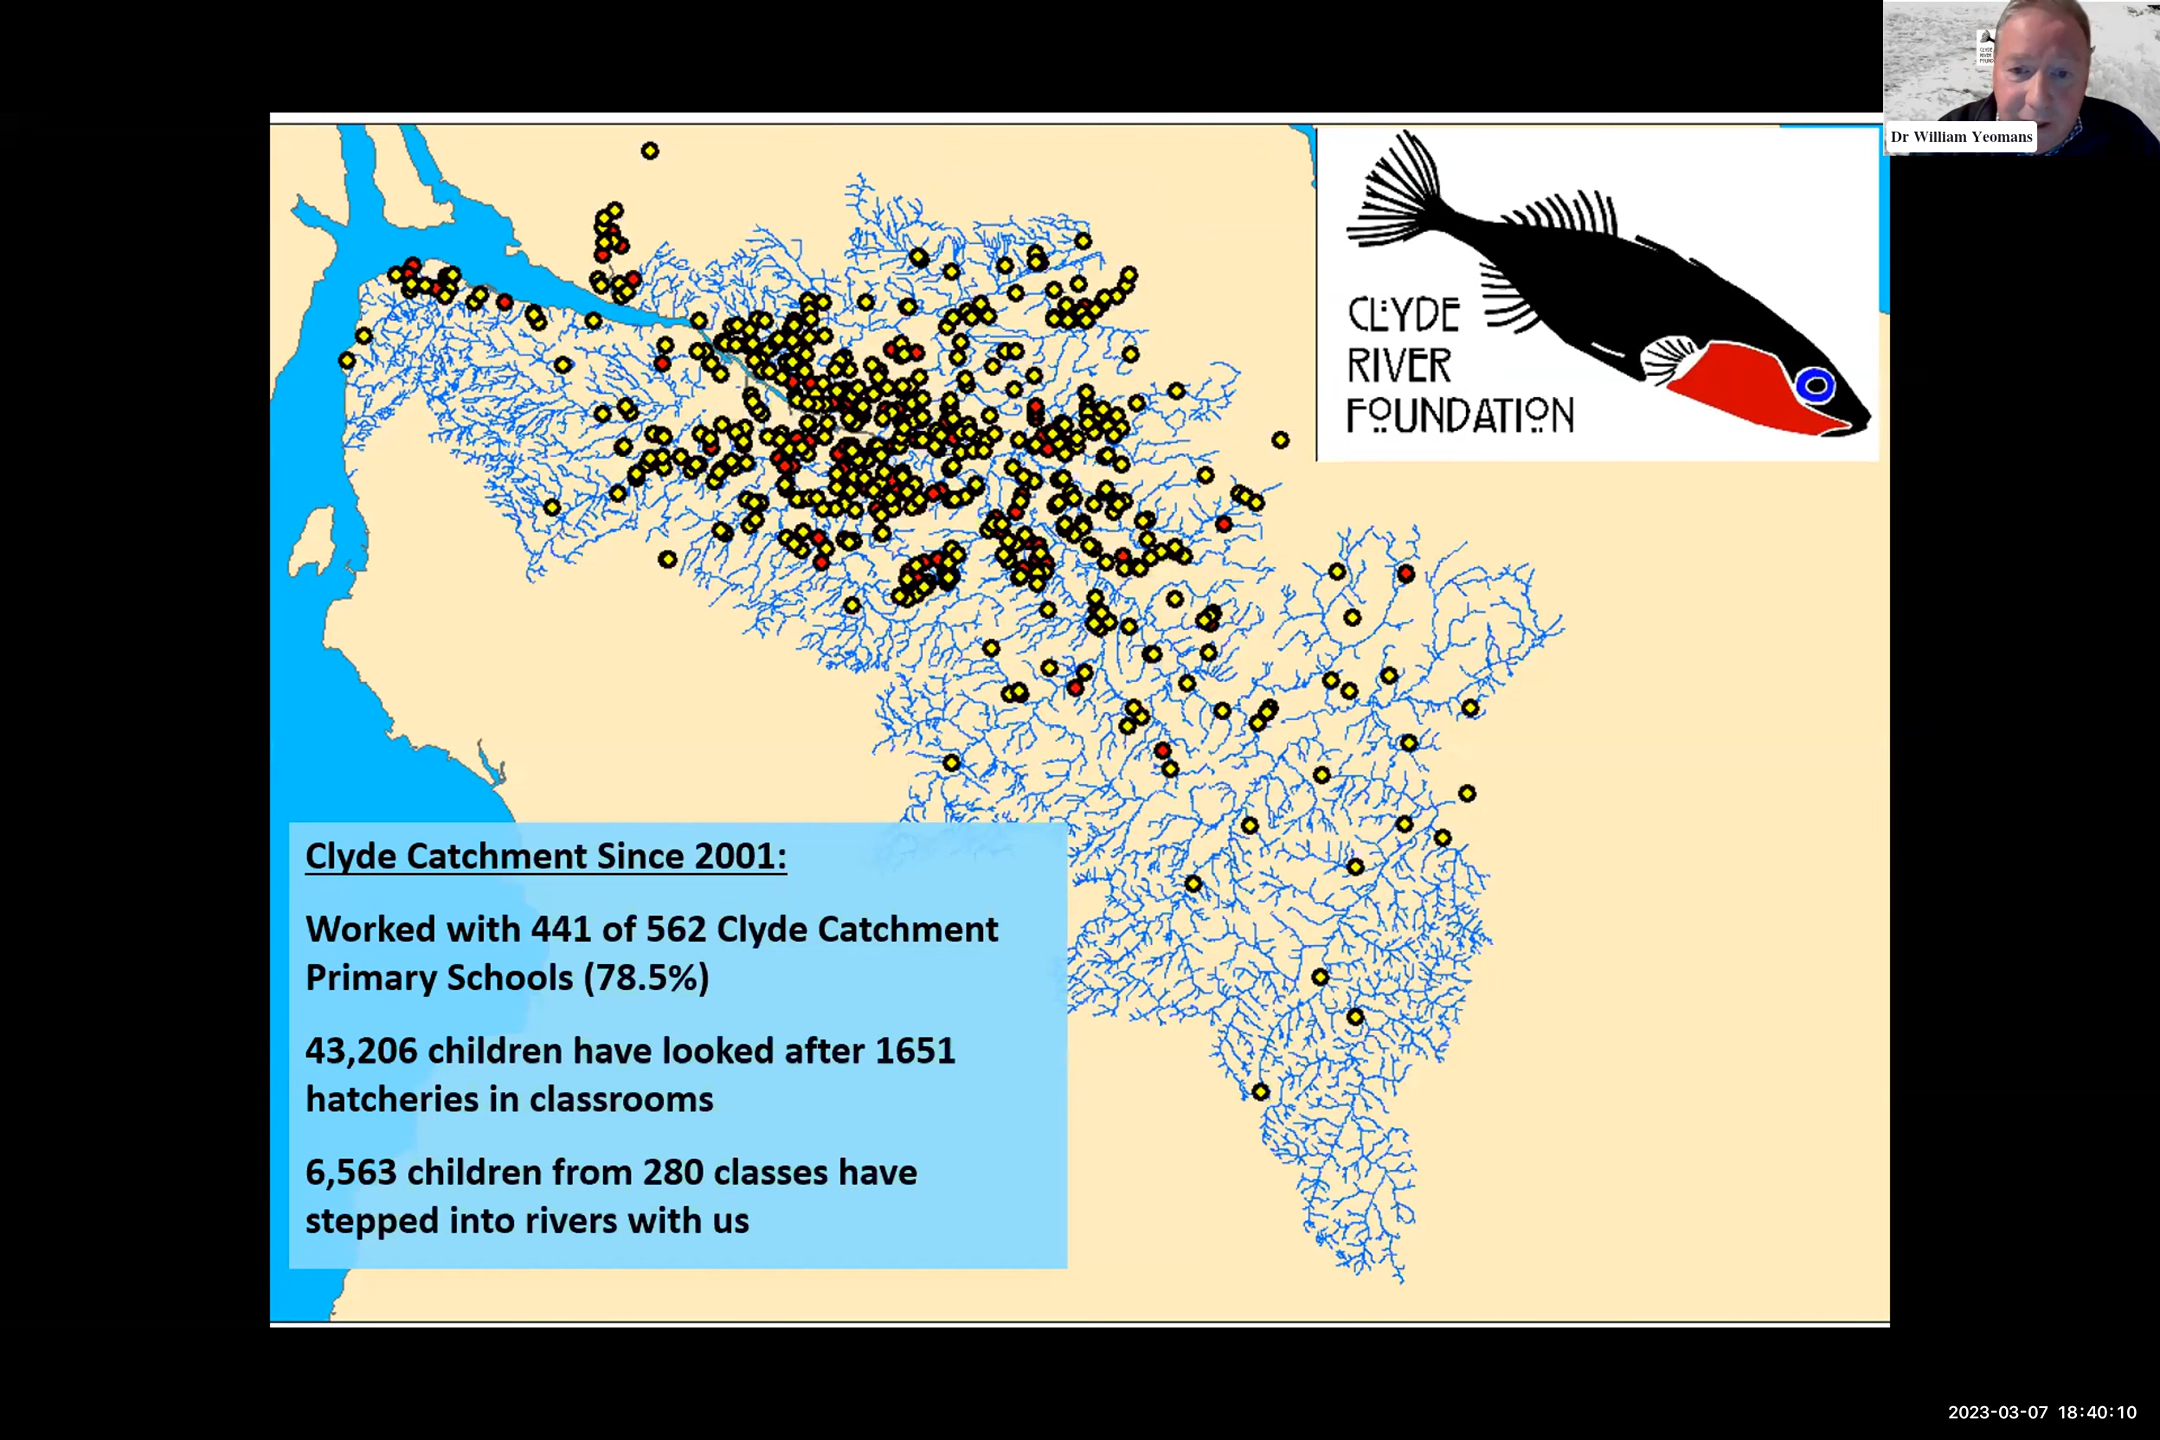 Dr William Yeomans
CLYDE
RIVER
FOUNDATION
Clyde Catchment Since 2001:
Worked with 441 of 562 Clyde Catchment
Primary Schools (78.5%)
43,206 children have looked after 1651
hatcheries in classrooms
6,563 children from 280 classes have
stepped into rivers with us
2023-03-07 18:40:10